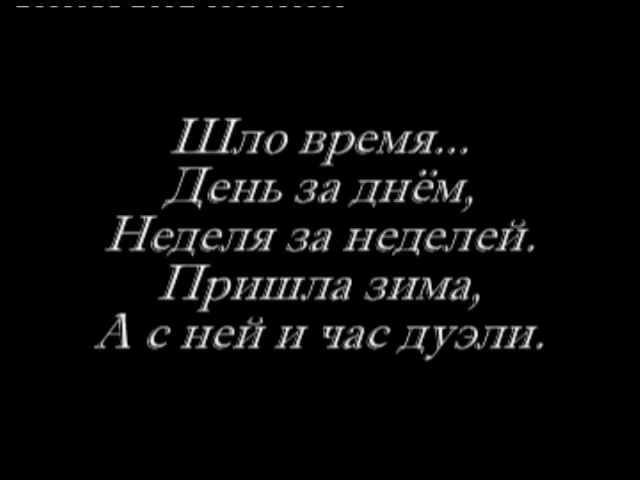 Шло время...
День за днём,
Неделя за неделей.
Пришла зима,
А с ней и час дуэли.